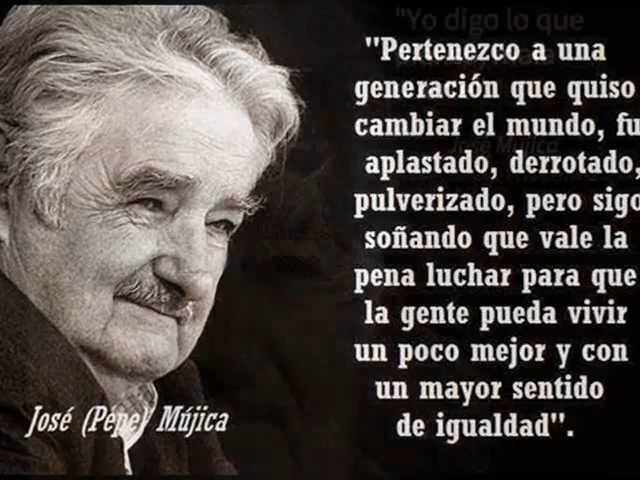 "Yo digo lo que
"Pertenezco a una
generación que quiso
cambiar el mundo, fu
aplastado, derrotado,
pulverizado, pero sigo
soñando que vale la
pena luchar para que
la gente pueda vivir
un poco mejor y con
un mayor sentido
de igualdad".
José Mújica
José (Pepe) Mújica